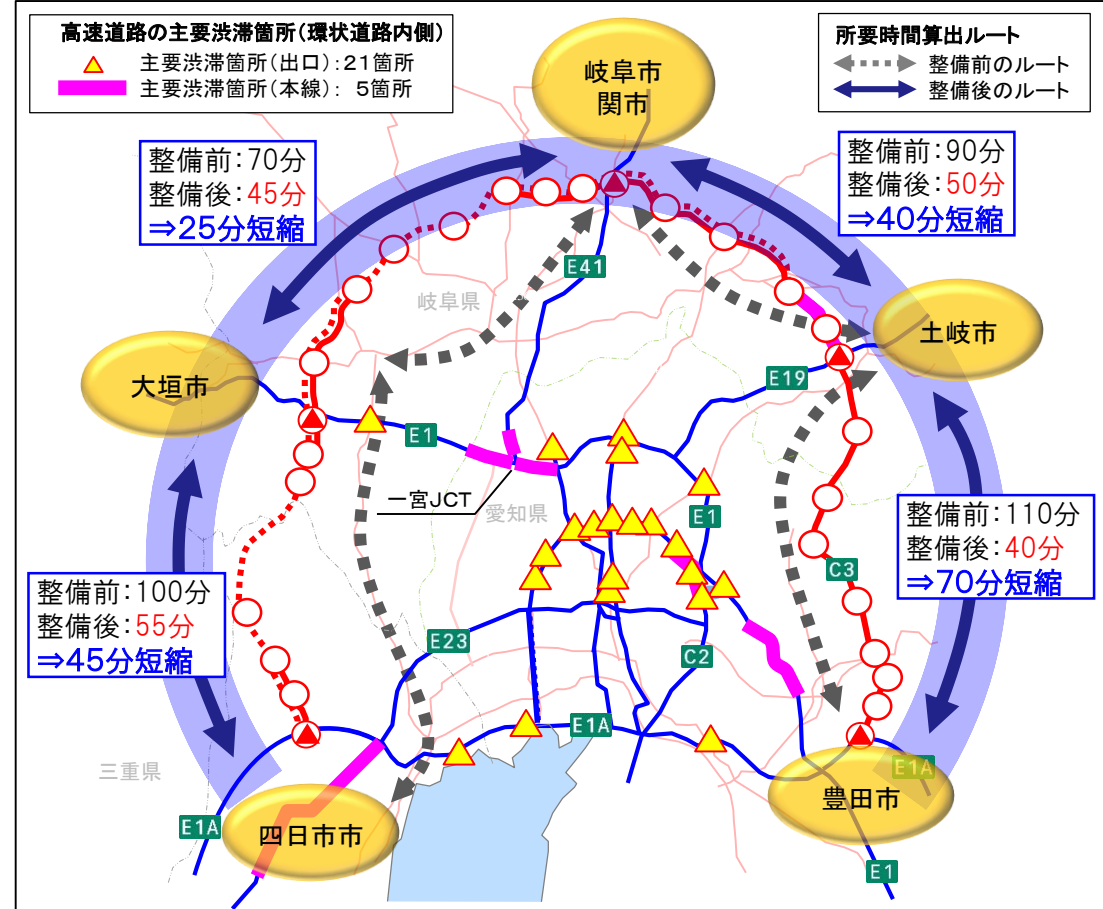 高速道路の主要渋滞箇所(環状道路内側)
主要渋滞箇所(出口):21箇所
主要渋滞箇所(本線): 5箇所
所要時間算出ルート
整備前のルート
整備後のルート
岐阜市
関市
整備前:70分
整備後:45分
⇒25分短縮
整備前:90分
整備後:50分
⇒40分短縮
E41
岐阜県
土岐市
大垣市
E19
E1
一宮JCT
愛知県
E1
整備前:110分
整備後:40分
⇒70分短縮
C3
整備前:100分
整備後:55分
⇒45分短縮
E23
C2
E1A
三重県
E1A
豊田市
E1A
四日市市
E1